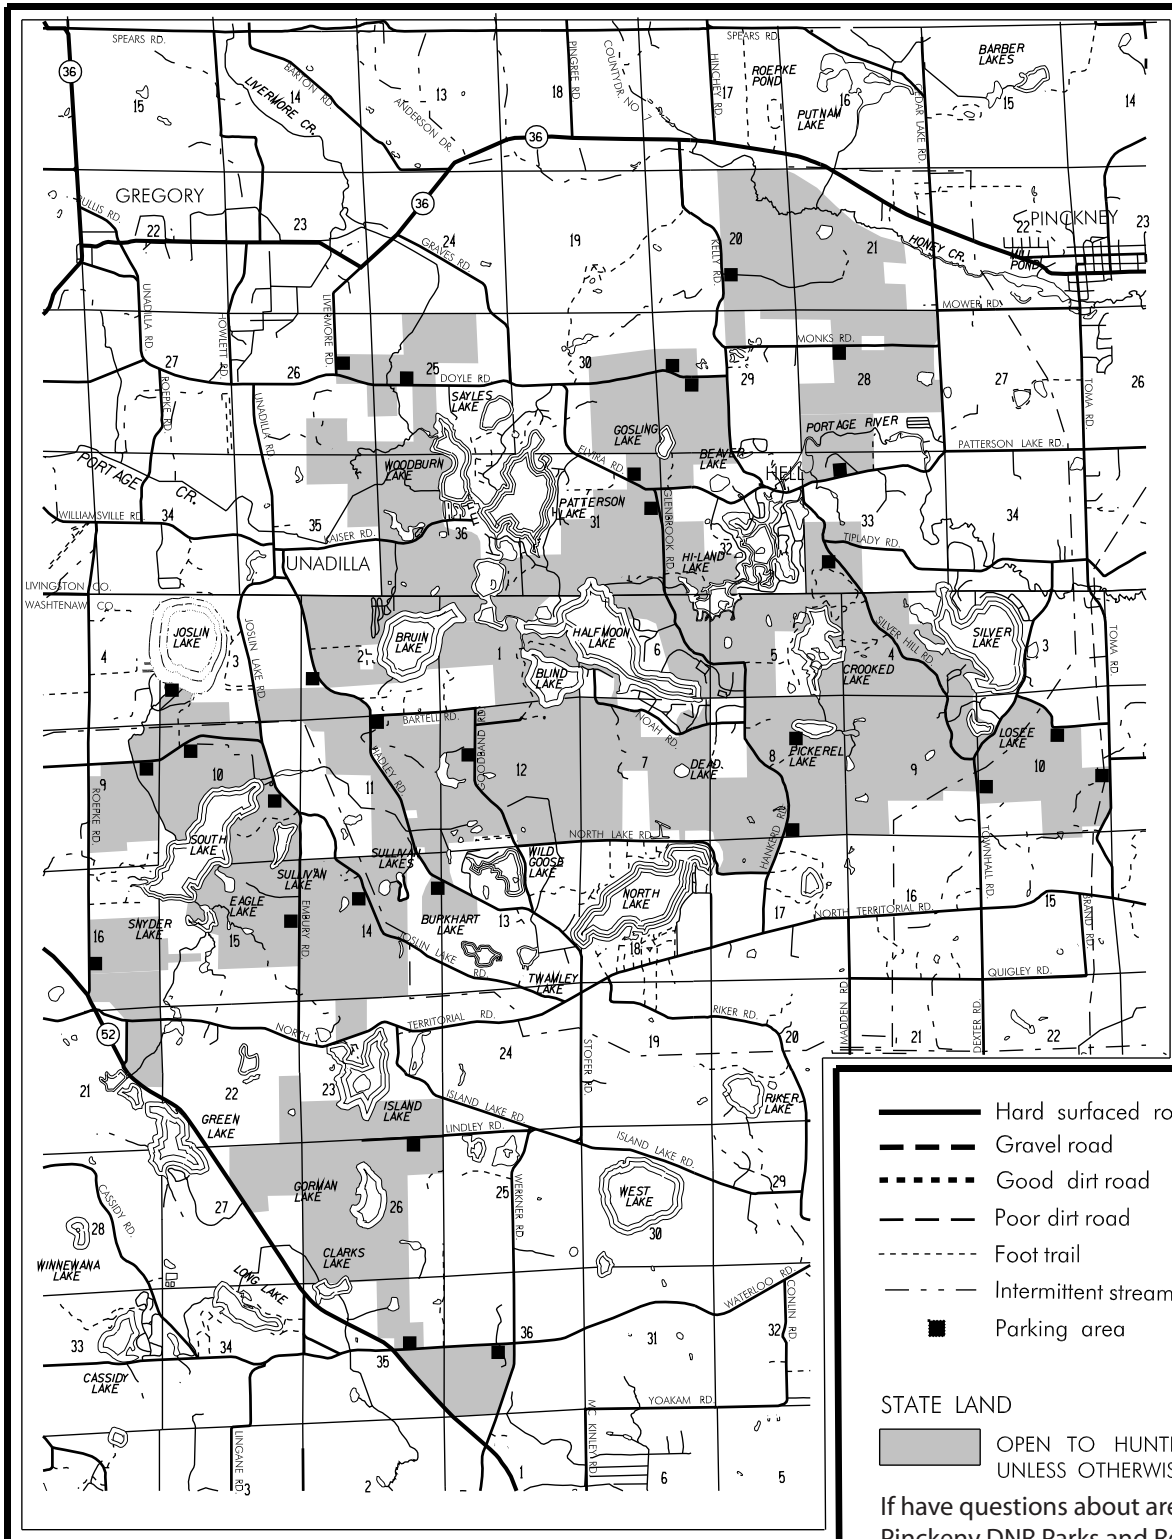 SPEARS RD.
SPEARS RD.
36
BARTON RD.
LIVERMORE CR.
ANDERSON DR.
PINGREE RD.
COUNTY DR. NO. 7
HINCHEY RD.
ROEPKE
POND
PUTNAM
LAKE
CEDAR LAKE RD.
BARBER
LAKES
15
14
13
18
17
16
15
14
36
GREGORY
BULLIS RD.
22
23
36
24
GRAVES RD
19
KELLY RD.
20
21
HONEY CR.
22
PINCKNEY
23
MILL
POND
UNADILLA RD.
HOWLETT RD.
LIVERMORE RD.
MOWER RD.
MONKS RD.
27
26
25
30
29
28
27
26
ROEPKE RD.
UNADILLA RD.
DOYLE RD
SAYLES
LAKE
GOSLING
LAKE
ELVIRA RD
BEAVER
LAKE
PORTAGE RIVER
TOMA RD.
PATTERSON LAKE RD.
WOODBURN
LAKE
PORTAGE CR.
HELL
PATTERSON
LAKE
GLENBROOK RD.
WILLIAMSVILLE RD.
34
35
KAISER RD.
36
31
32
33
34
HI-LAND
LAKE
TIPLADY RD.
UNADILLA
LIVINGSTON CO.
WASHTENAW CO.
JOSLIN
LAKE
JOSLIN LAKE RD.
BRUIN
LAKE
HALFMOON
LAKE
BLIND
LAKE
SILVER HILL RD.
CROOKED
LAKE
SILVER
LAKE
TOMA RD.
4
3
2
1
6
5
4
3
BARTELL RD.
NOAH RD.
HADLEY RD.
GOODBAND RD.
DEAD
LAKE
PICKEREL
LAKE
LOSEE
LAKE
9
10
11
12
7
8
9
10
ROEPKE RD.
SOUTH
LAKE
NORTH LAKE RD.
HANKERD RD.
TOWNHALL RD.
SULLIVAN
LAKE
SULLIVAN
LAKES
WILD
GOOSE
LAKE
EAGLE
LAKE
SNYDER
LAKE
EMBURY RD.
BURKHART
LAKE
NORTH
LAKE
NORTH TERRITORIAL RD.
BRAND RD.
16
15
14
13
18
17
16
15
JOSLIN LAKE
RD.
TWAMLEY
LAKE
QUIGLEY RD.
MADDEN RD
DEXTER RD.
52
NORTH
TERRITORIAL RD.
RIKER RD.
STOFER RD.
21
22
23
24
19
20
21
22
GREEN
LAKE
ISLAND
LAKE
ISLAND LAKE RD.
LINDLEY RD.
ISLAND LAKE RD.
RIKER
LAKE
CASSIDY RD.
GORMAN
LAKE
WERKNER RD.
WEST
LAKE
28
27
26
25
30
29
WINNEWANA
LAKE
CLARKS
LAKE
LONG LAKE
WATERLOO RD.
CONLIN RD.
33
34
35
36
31
32
CASSIDY
LAKE
YOAKAM RD.
LINGANE RD.
MC KINLEY RD.
3
2
1
6
5
Hard surfaced ro
Gravel road
Good dirt road
Poor dirt road
Foot trail
Intermittent stream
Parking area
STATE LAND
OPEN TO HUNTI
UNLESS OTHERWIS
If have questions about are